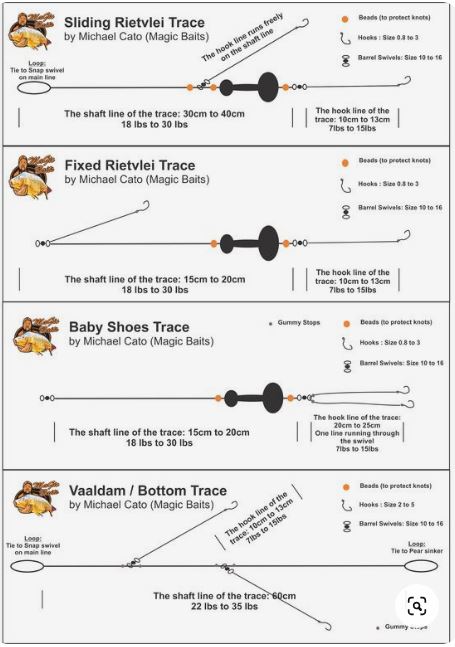 Magic
Baits
Sliding Rietvlei Trace
by Michael Cato (Magic Baits)
Loop:
Tie to Snap swivel
on main line
The hook line runs freely
on the shaft line
Beads (to protect knots)
Hooks : Size 0.8 to 3
Barrel Swivels: Size 10 to 16
The shaft line of the trace: 30cm to 40cm
18 lbs to 30 lbs
The hook line of the
trace: 10cm to 13cm
7lbs to 15lbs
Magic
Baits
Fixed Rietvlei Trace
by Michael Cato (Magic Baits)
Beads (to protect knots)
Hooks : Size 0.8 to 3
Barrel Swivels: Size 10 to 16
The shaft line of the trace: 15cm to 20cm
18 lbs to 30 lbs
The hook line of the
trace: 10cm to 13cm
7lbs to 15lbs
Magic
Baits
Baby Shoes Trace
by Michael Cato (Magic Baits)
Gummy Stops
Beads (to protect knots)
Hooks : Size 0.8 to 3
Barrel Swivels: Size 10 to 16
The shaft line of the trace: 15cm to 20cm
18 lbs to 30 lbs
The hook line of the trace:
20cm to 25cm
One line running through
the swivel
7lbs to 15lbs
Magic
Baits
Vaaldam / Bottom Trace
by Michael Cato (Magic Baits)
Loop:
Tie to Snap swivel
on main line
The hook line of the
trace: 10cm to 13cm
7lbs to 15lbs
Beads (to protect knots)
Hooks : Size 2 to 5
Barrel Swivels: Size 10 to 16
Loop:
Tie to Pear sinker
The shaft line of the trace: 60cm
22 lbs to 35 lbs
Gummy